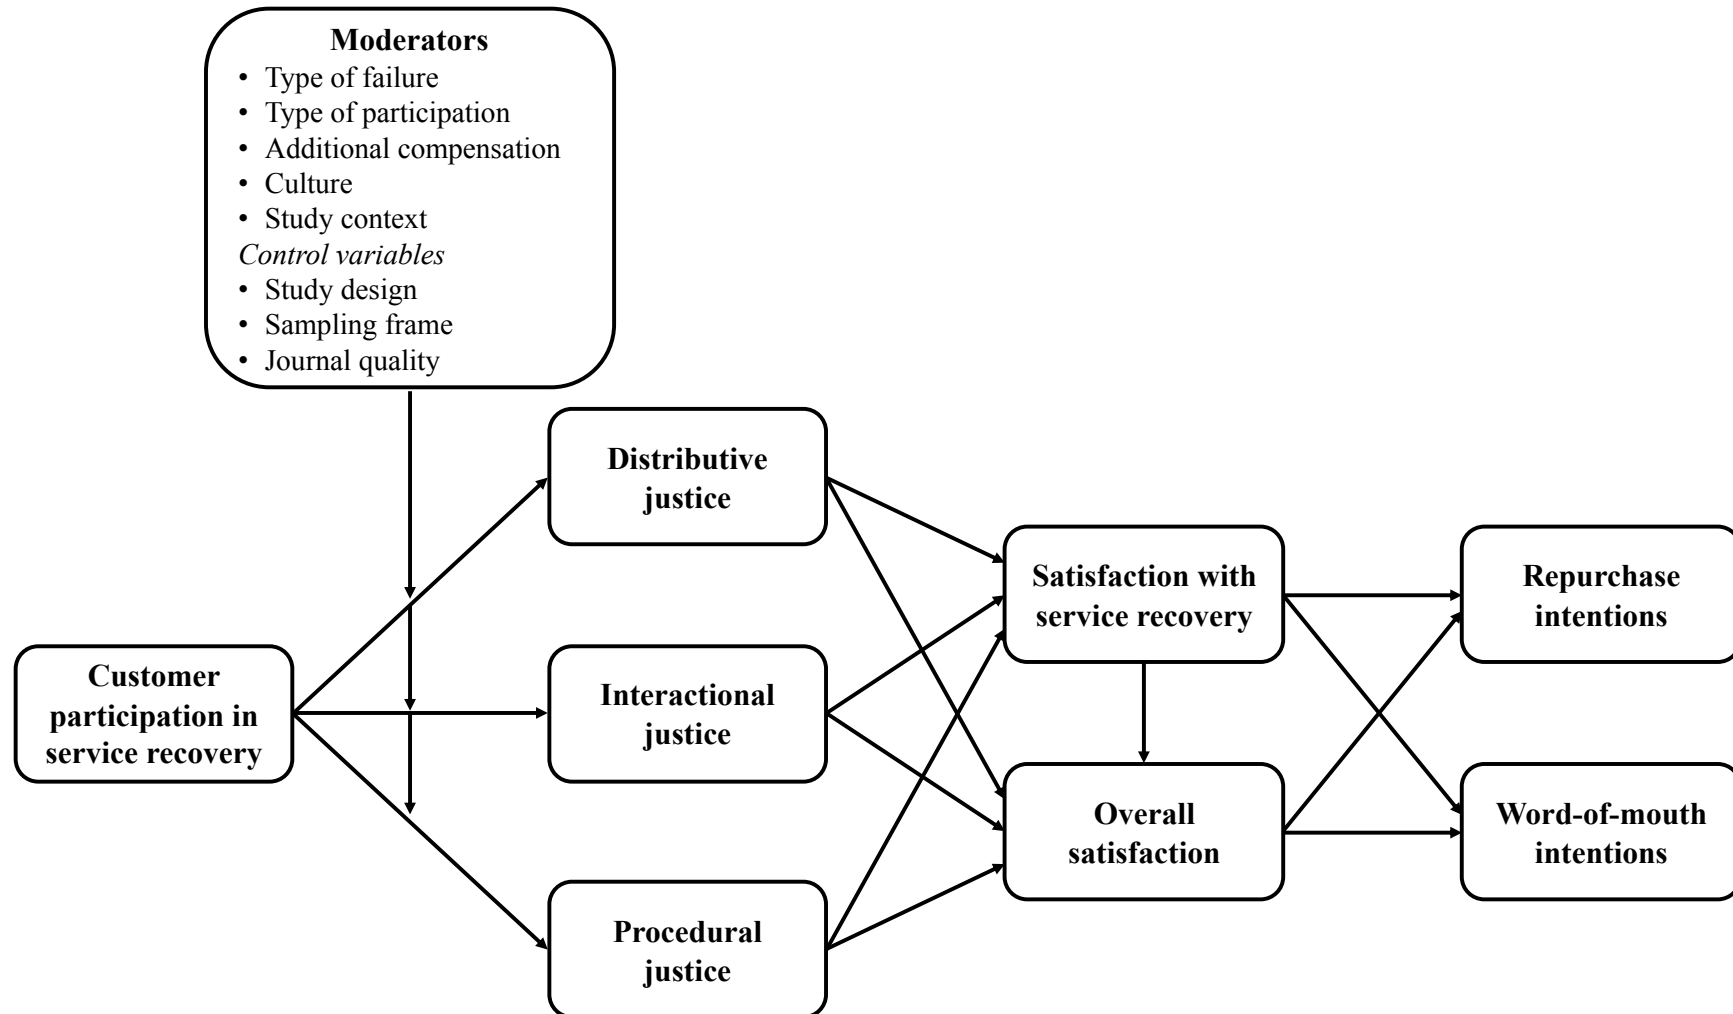 Moderators
• Type of failure
• Type of participation
• Additional compensation
• Culture
• Study context
Control variables
• Study design
• Sampling frame
• Journal quality
Distributive
justice
Satisfaction with
service recovery
Repurchase
intentions
Customer
participation in
service recovery
Interactional
justice
Overall
satisfaction
Word-of-mouth
intentions
Procedural
justice